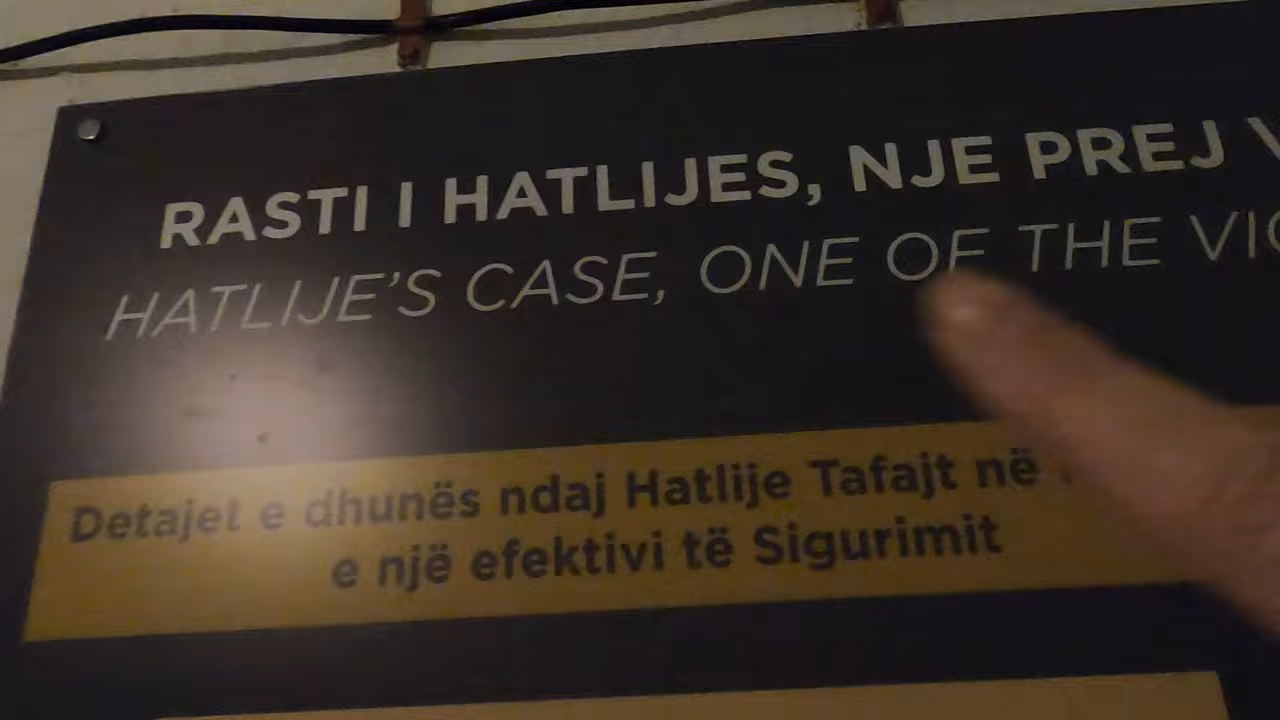 RASTI I HATLIJES, NJE PREJ
HATLIJE'S CASE, ONE OF THE
Detajet e dhunës ndaj Hatlije Tafajt në
e një efektivi të Sigurimit